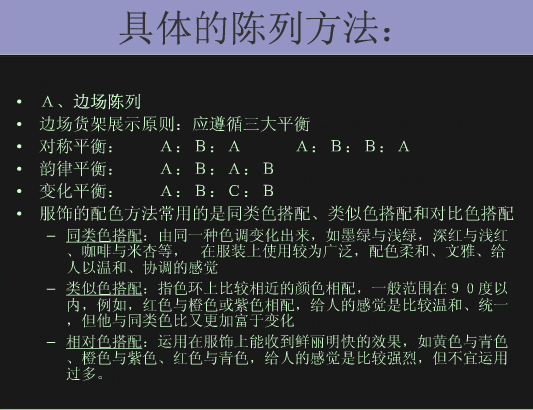 具体的陈列方法：
• A、边场陈列
• 边场货架展示原则：应遵循三大平衡
• 对称平衡： A：B：A A：B：B：A
• 韵律平衡： A：B：A：B
• 变化平衡： A：B：C：B
• 服饰的配色方法常用的是同类色搭配、类似色搭配和对比色搭配
– 同类色搭配：由同一种色调变化出来，如墨绿与浅绿，深红与浅红
、咖啡与米杏等， 在服装上使用较为广泛，配色柔和、文雅、给
人以温和、协调的感觉
– 类似色搭配：指色环上比较相近的颜色相配，一般范围在９０度以
内，例如，红色与橙色或紫色相配，给人的感觉是比较温和、统一
，但他与同类色比又更加富于变化
– 相对色搭配：运用在服饰上能收到鲜丽明快的效果，如黄色与青色
、橙色与紫色、红色与青色，给人的感觉是比较强烈，但不宜运用
过多。